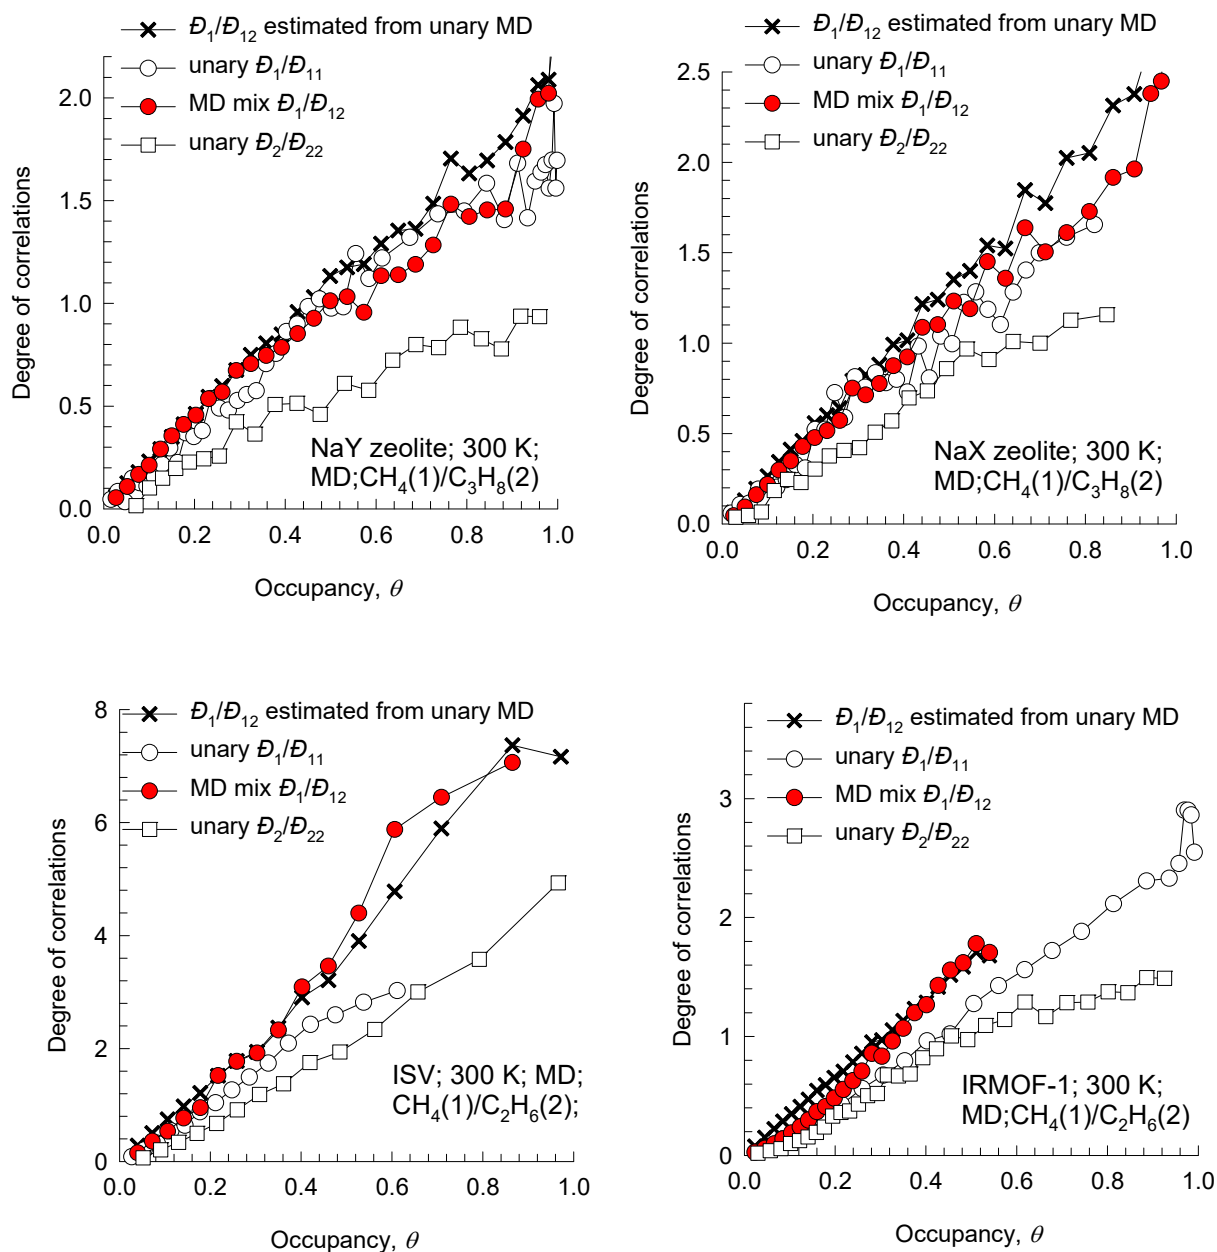 Đ1/Đ12 estimated from unary MD
unary Đ1/Đ11
MD mix Đ1/Đ12
unary Đ2/Đ22
Degree of correlations
2.0
1.5
1.0
0.5
0.0
NaY zeolite; 300 K;
MD;CH4(1)/C3H8(2)
0.0 0.2 0.4 0.6 0.8 1.0
Occupancy, θ
Đ1/Đ12 estimated from unary MD
unary Đ1/Đ11
MD mix Đ1/Đ12
unary Đ2/Đ22
Degree of correlations
2.5
2.0
1.5
1.0
0.5
0.0
NaX zeolite; 300 K;
MD;CH4(1)/C3H8(2)
0.0 0.2 0.4 0.6 0.8 1.0
Occupancy, θ
Đ1/Đ12 estimated from unary MD
unary Đ1/Đ11
MD mix Đ1/Đ12
unary Đ2/Đ22
Degree of correlations
8
6
4
2
0
ISV; 300 K; MD;
CH4(1)/C2H6(2);
0.0 0.2 0.4 0.6 0.8 1.0
Occupancy, θ
Đ1/Đ12 estimated from unary MD
unary Đ1/Đ11
MD mix Đ1/Đ12
unary Đ2/Đ22
Degree of correlations
3
2
1
0
IRMOF-1; 300 K;
MD;CH4(1)/C2H6(2)
0.0 0.2 0.4 0.6 0.8 1.0
Occupancy, θ